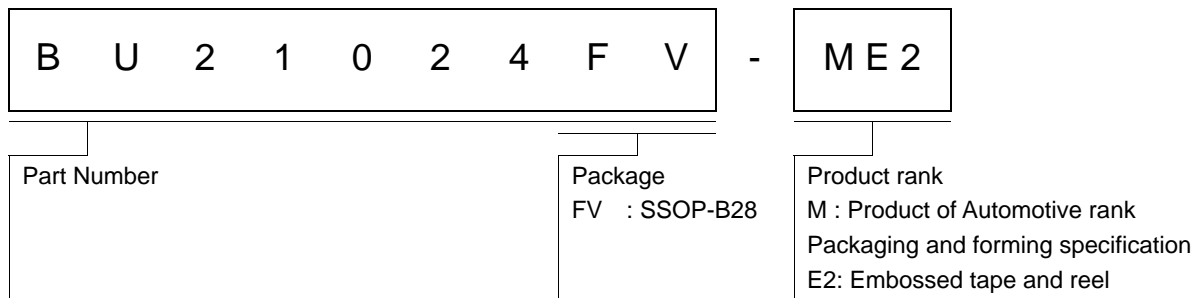 B U 2 1 0 2 4 F V - M E 2
Part Number
Package
FV : SSOP-B28
Product rank
M : Product of Automotive rank
Packaging and forming specification
E2: Embossed tape and reel